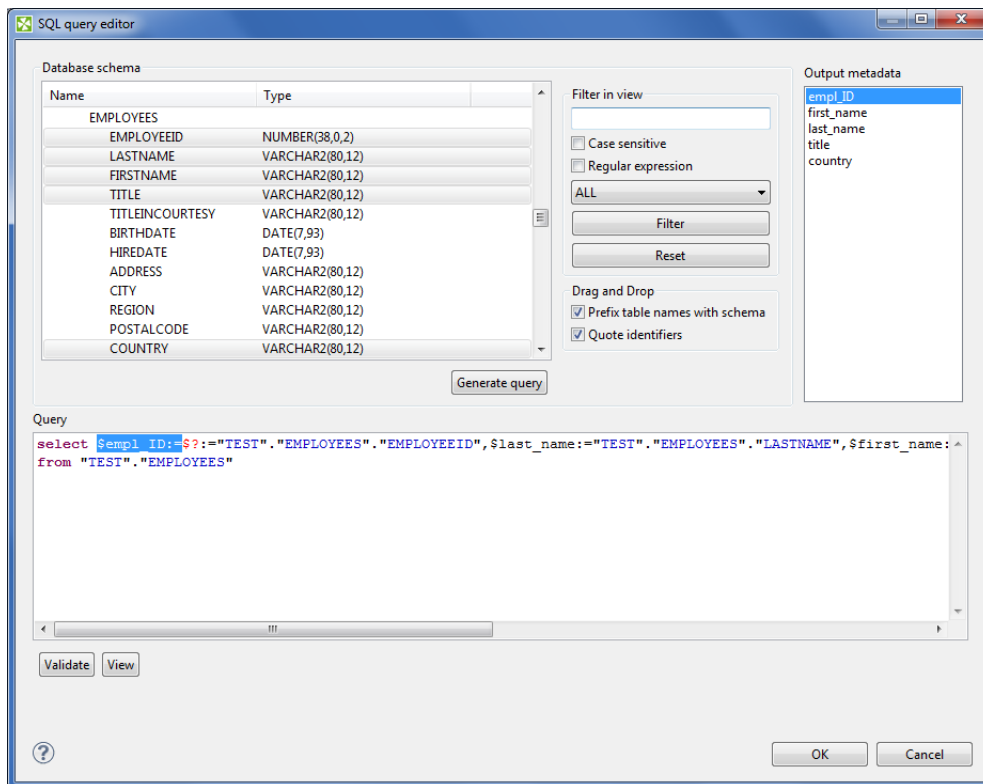 SQL query editor
Database schema
Name Type
EMPLOYEES
EMPLOYEEID NUMBER(38,0,2)
LASTNAME VARCHAR2(80,12)
FIRSTNAME VARCHAR2(80,12)
TITLE VARCHAR2(80,12)
TITLEINCOURTESY VARCHAR2(80,12)
BIRTHDATE DATE(7,93)
HIREDATE DATE(7,93)
ADDRESS VARCHAR2(80,12)
CITY VARCHAR2(80,12)
REGION VARCHAR2(80,12)
POSTALCODE VARCHAR2(80,12)
COUNTRY VARCHAR2(80,12)
Generate query
Filter in view
Case sensitive
Regular expression
ALL
Filter
Reset
Drag and Drop
Prefix table names with schema
Quote identifiers
Output metadata
empl_ID
first_name
last_name
title
country
Query
select $empl_ID:=$?:="TEST"."EMPLOYEES"."EMPLOYEEID",$last_name:="TEST"."EMPLOYEES"."LASTNAME",$first_name:
from "TEST"."EMPLOYEES"
Validate View
? OK Cancel